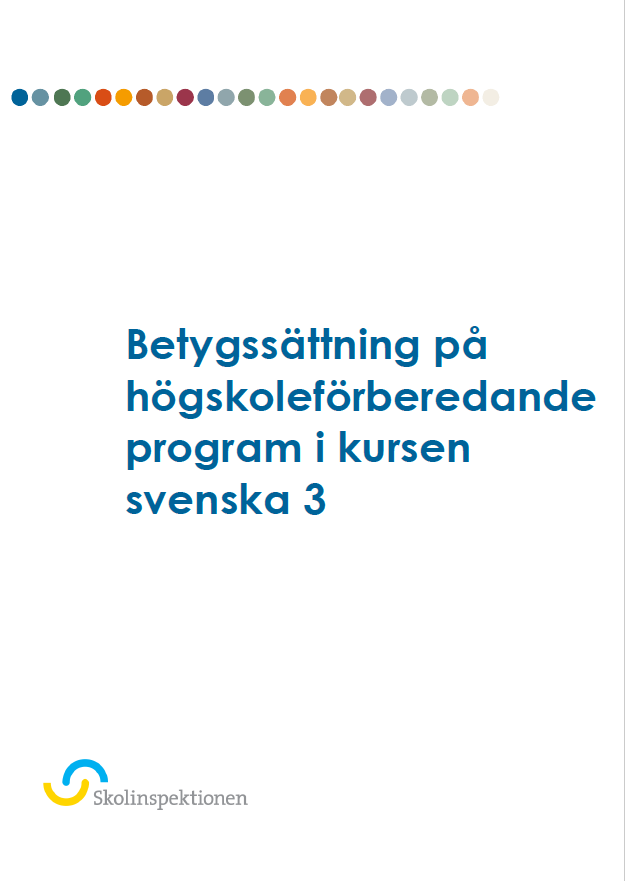 Betygssättning på
högskoleförberedande
program i kursen
svenska 3
Skolinspektionen